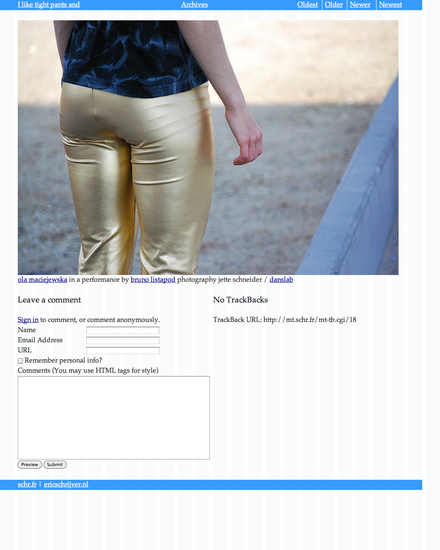 I like tight pants and
Archives
Oldest
Older
Newer
Newest
ola maciejewska in a performance by bruno listapod photography jette schneider / danslab
Leave a comment
No TrackBacks
Sign in to comment, or comment anonymously.
TrackBack URL: http://mt.schr.fr/mt-tb.cgi/18
Name
Email Address
URL
Remember personal info?
Comments (You may use HTML tags for style)
Preview
Submit
schr.fr | ericschrijver.nl